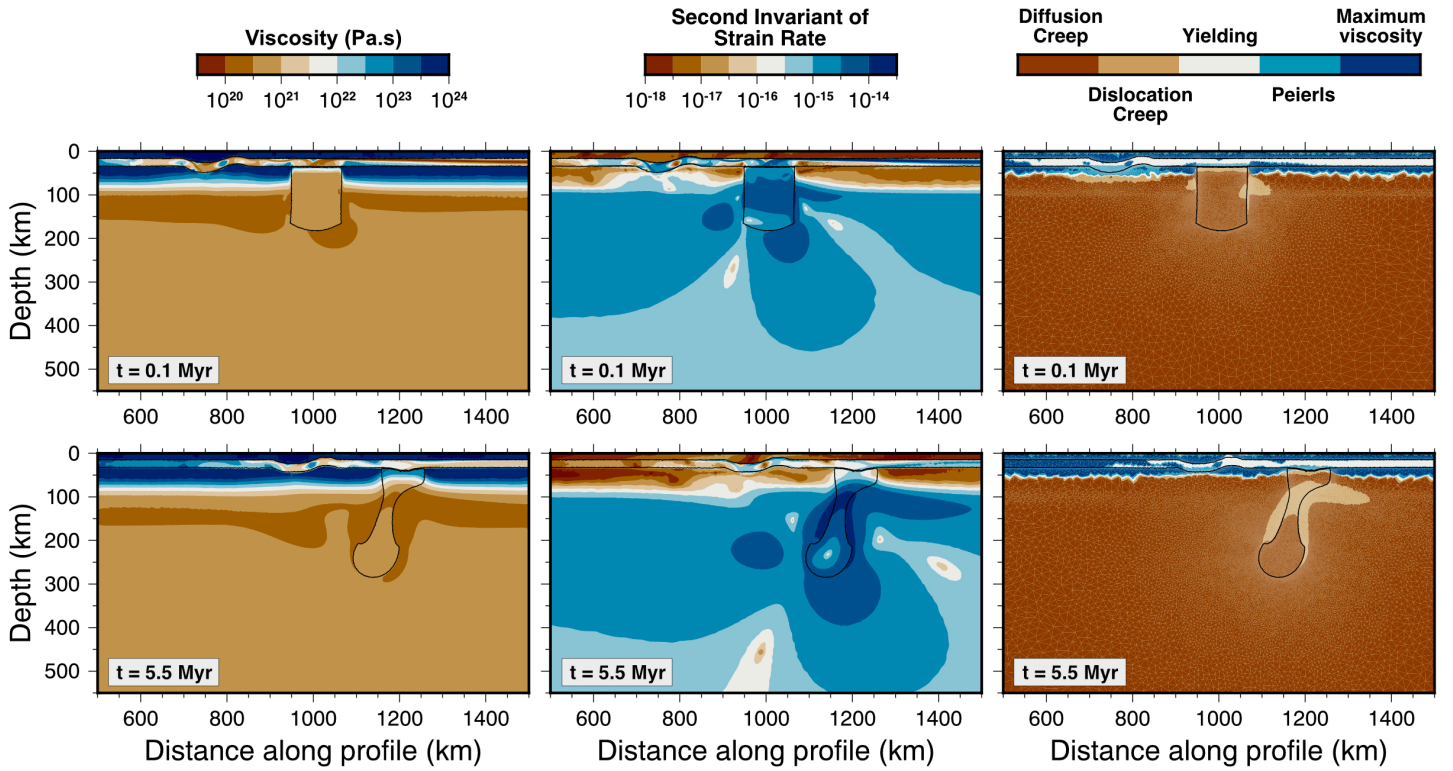 Viscosity (Pa.s)
10²⁰ 10²¹ 10²² 10²³ 10²⁴
Second Invariant of
Strain Rate
10⁻¹⁸ 10⁻¹⁷ 10⁻¹⁶ 10⁻¹⁵ 10⁻¹⁴
Diffusion
Creep
Yielding
Maximum
viscosity
Dislocation
Creep
Peierls
Depth (km)
0
100
200
300
400
500
t = 0.1 Myr
600 800 1000 1200 1400
t = 0.1 Myr
600 800 1000 1200 1400
t = 0.1 Myr
600 800 1000 1200 1400
Depth (km)
0
100
200
300
400
500
t = 5.5 Myr
600 800 1000 1200 1400
Distance along profile (km)
t = 5.5 Myr
600 800 1000 1200 1400
Distance along profile (km)
t = 5.5 Myr
600 800 1000 1200 1400
Distance along profile (km)